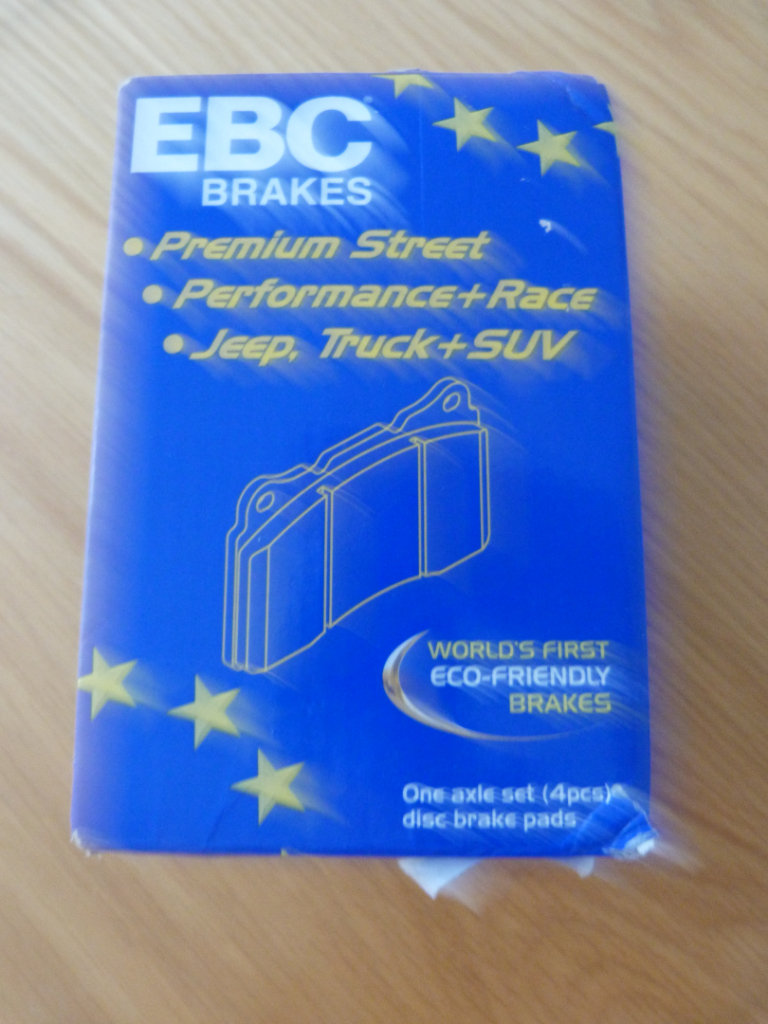 EBC
BRAKES
• Premium Street
• Performance+Race
• Jeep, Truck+SUV
WORLD'S FIRST
ECO-FRIENDLY
BRAKES
One axle set (4pcs)*
disc brake pads